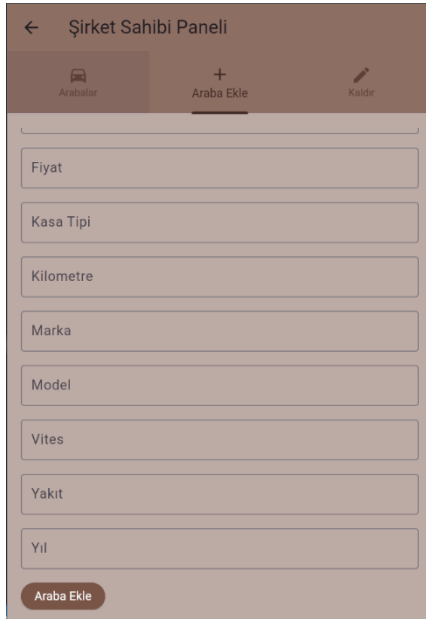 Şirket Sahibi Paneli
Arabalar
Araba Ekle
Kaldır
Fiyat
Kasa Tipi
Kilometre
Marka
Model
Vites
Yakıt
Yıl
Araba Ekle